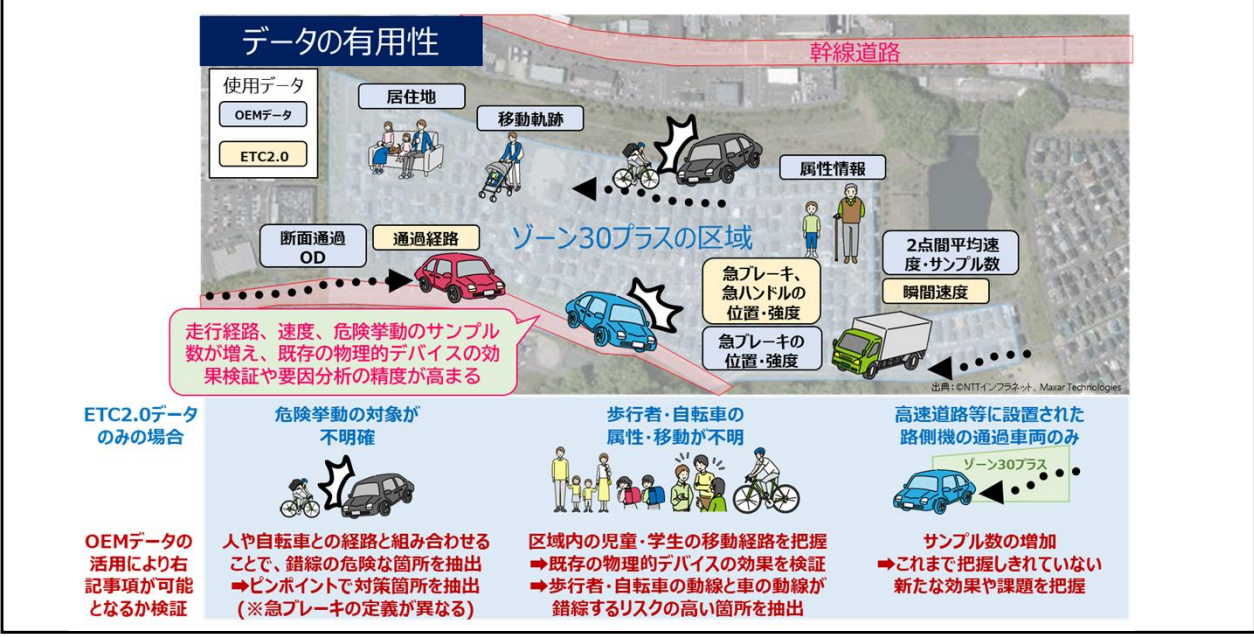 データの有用性
幹線道路
使用データ
OEMデータ
ETC2.0
居住地
移動軌跡
属性情報
断面通過
OD
通過経路
ゾーン30プラスの区域
2点間平均速
度・サンプル数
瞬間速度
急ブレーキ、
急ハンドルの
位置・強度
急ブレーキの
位置・強度
走行経路、速度、危険挙動のサンプル
数が増え、既存の物理的デバイスの効
果検証や要因分析の精度が高まる
出典:©NTTインフラネット、Maxar Technologies
ETC2.0データ
のみの場合
危険挙動の対象が
不明確
歩行者・自転車の
属性・移動が不明
高速道路等に設置された
路側機の通過車両のみ
ゾーン30プラス
OEMデータの
活用により右
記事項が可能
となるか検証
人や自転車との経路と組み合わせる
ことで、錯綜の危険な箇所を抽出
➡ピンポイントで対策箇所を抽出
(※急ブレーキの定義が異なる)
区域内の児童・学生の移動経路を把握
➡既存の物理的デバイスの効果を検証
➡歩行者・自転車の動線と車の動線が
錯綜するリスクの高い箇所を抽出
サンプル数の増加
➡これまで把握しきれていない
新たな効果や課題を把握